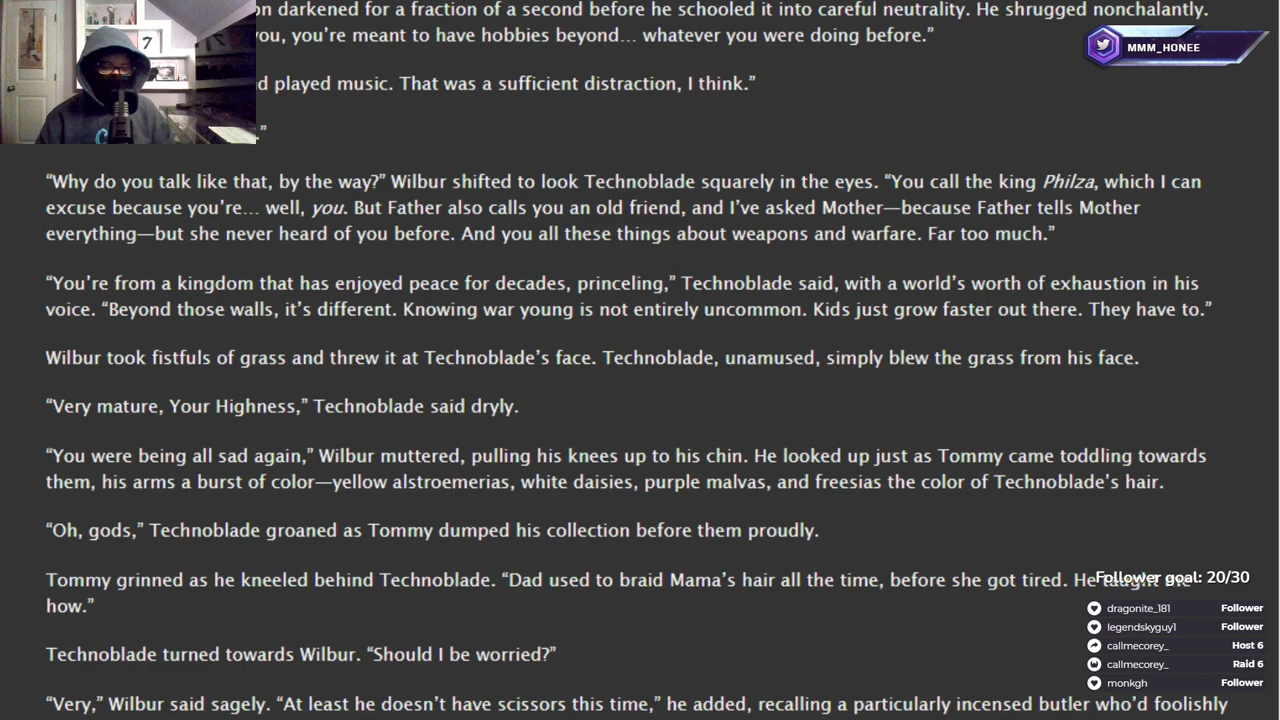 on darkened for a fraction of a second before he schooled it into careful neutrality. He shrugged nonchalantly.
you, you’re meant to have hobbies beyond… whatever you were doing before.”
MMM_HONEE
d played music. That was a sufficient distraction, I think.”
.”
“Why do you talk like that, by the way?” Wilbur shifted to look Technoblade squarely in the eyes. “You call the king Philza, which I can
excuse because you’re… well, you. But Father also calls you an old friend, and I’ve asked Mother—because Father tells Mother
everything—but she never heard of you before. And you all these things about weapons and warfare. Far too much.”
“You’re from a kingdom that has enjoyed peace for decades, princeling,” Technoblade said, with a world’s worth of exhaustion in his
voice. “Beyond those walls, it’s different. Knowing war young is not entirely uncommon. Kids just grow faster out there. They have to.”
Wilbur took fistfuls of grass and threw it at Technoblade’s face. Technoblade, unamused, simply blew the grass from his face.
“Very mature, Your Highness,” Technoblade said dryly.
“You were being all sad again,” Wilbur muttered, pulling his knees up to his chin. He looked up just as Tommy came toddling towards
them, his arms a burst of color—yellow alstroemerias, white daisies, purple malvas, and freesias the color of Technoblade’s hair.
“Oh, gods,” Technoblade groaned as Tommy dumped his collection before them proudly.
Tommy grinned as he kneeled behind Technoblade. “Dad used to braid Mama’s hair all the time, before she got tired. He
how.”
Follower goal: 20/30
dragonite_181 Follower
legendskyguy1 Follower
callmecorey_ Host 6
callmecorey_ Raid 6
monkgh Follower
Technoblade turned towards Wilbur. “Should I be worried?”
“Very,” Wilbur said sagely. “At least he doesn’t have scissors this time,” he added, recalling a particularly incensed butler who’d foolishly